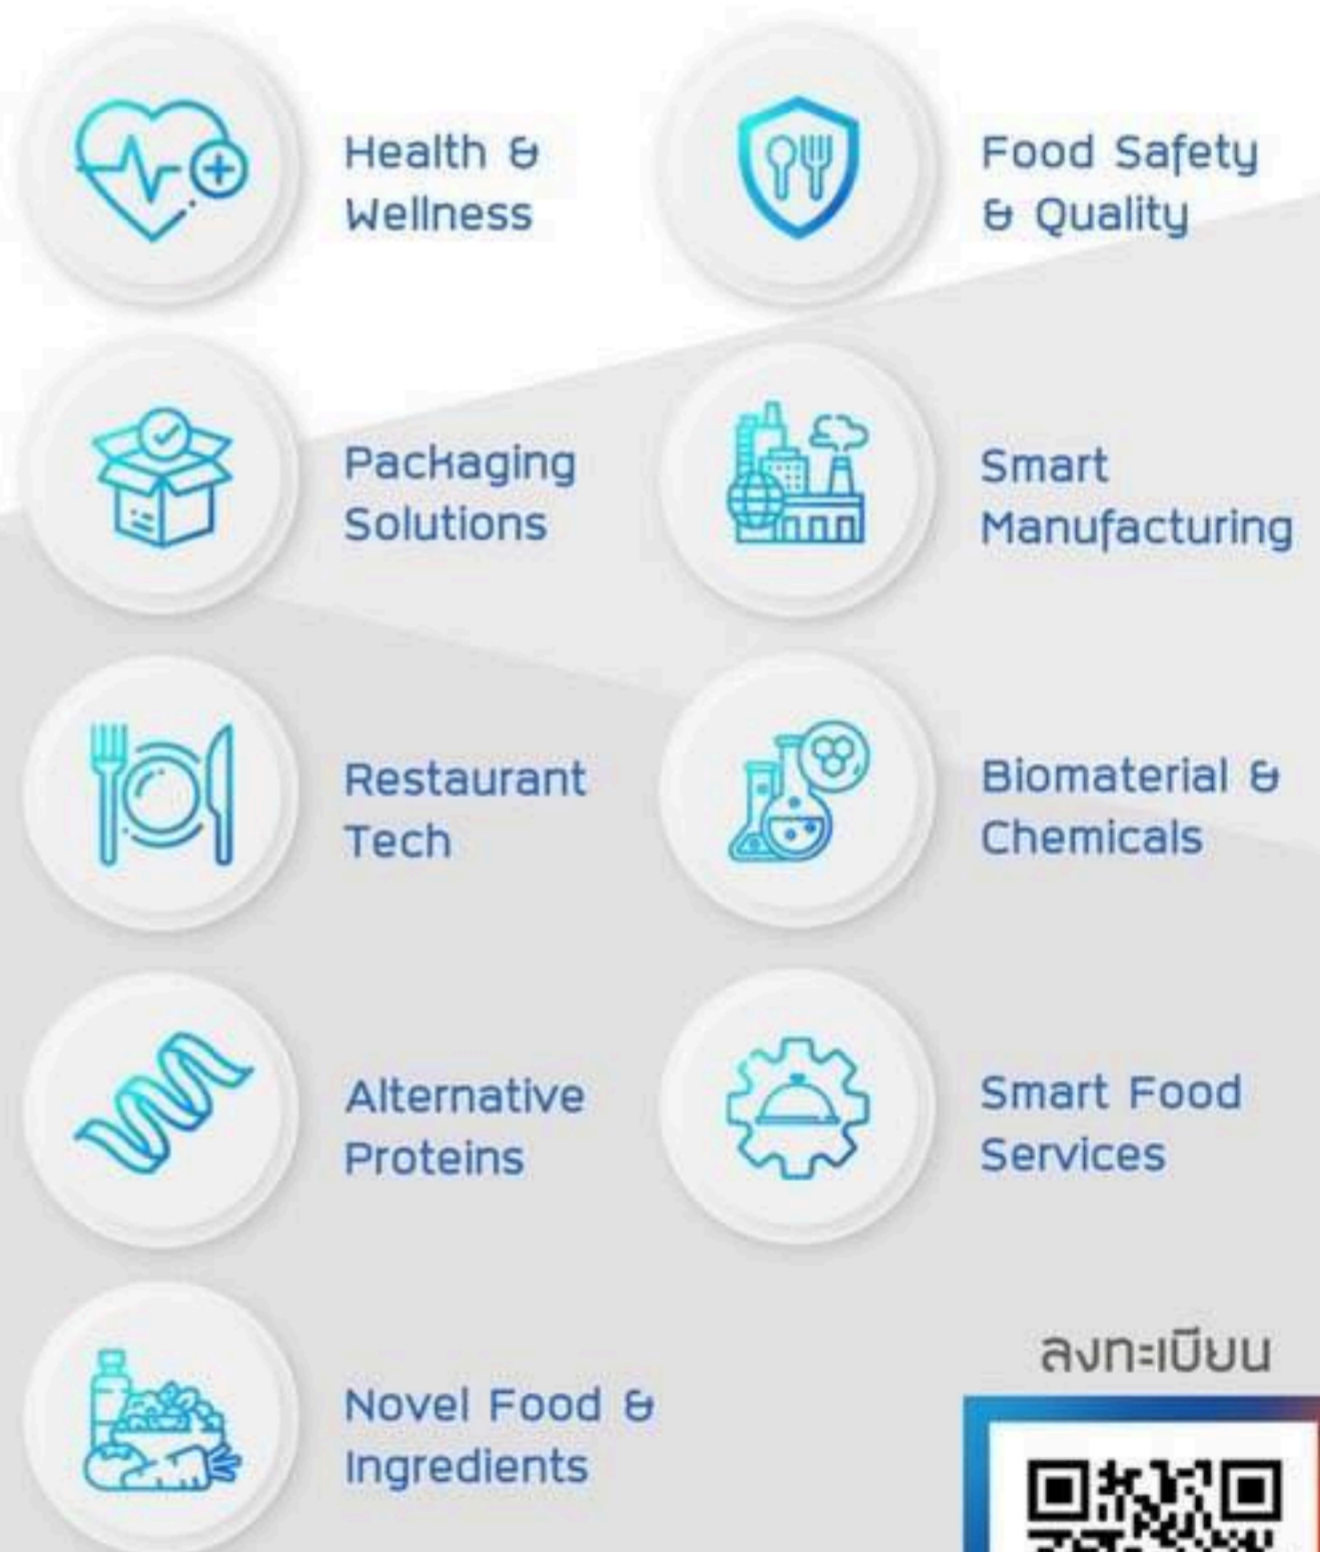 Health &
Wellness
Food Safety
& Quality
Packaging
Solutions
Smart
Manufacturing
Restaurant
Tech
Biomaterial &
Chemicals
Alternative
Proteins
Smart Food
Services
Novel Food &
Ingredients
ลงทะเบียน